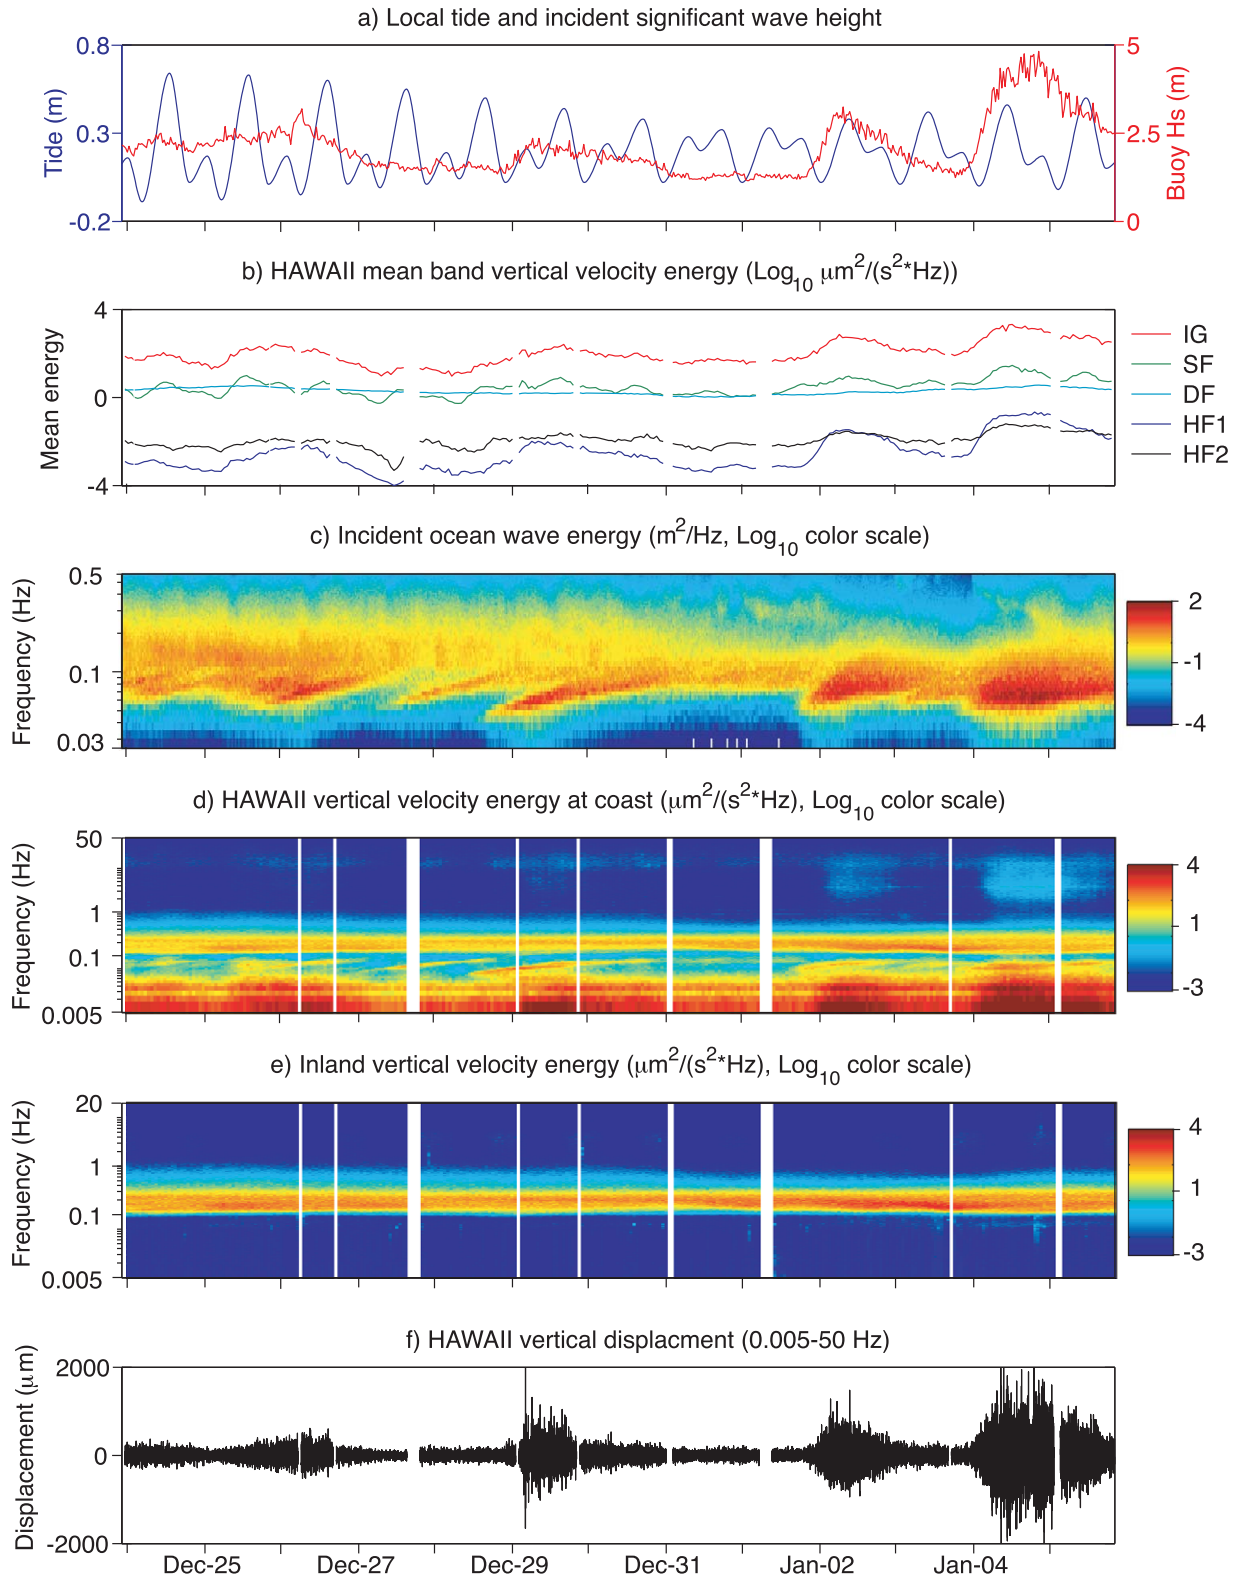 a) Local tide and incident significant wave height
0.8
0.3
-0.2
Tide (m)
5
2.5
0
Buoy Hs (m)
b) HAWAII mean band vertical velocity energy (Log10 μm²/(s²*Hz))
4
0
-4
Mean energy
IG
SF
DF
HF1
HF2
c) Incident ocean wave energy (m²/Hz, Log10 color scale)
0.5
0.1
0.03
Frequency (Hz)
2
-1
-4
d) HAWAII vertical velocity energy at coast (μm²/(s²*Hz), Log10 color scale)
50
1
0.1
0.005
Frequency (Hz)
4
1
-3
e) Inland vertical velocity energy (μm²/(s²*Hz), Log10 color scale)
20
1
0.1
0.005
Frequency (Hz)
4
1
-3
f) HAWAII vertical displacment (0.005-50 Hz)
2000
0
-2000
Displacement (μm)
Dec-25 Dec-27 Dec-29 Dec-31 Jan-02 Jan-04